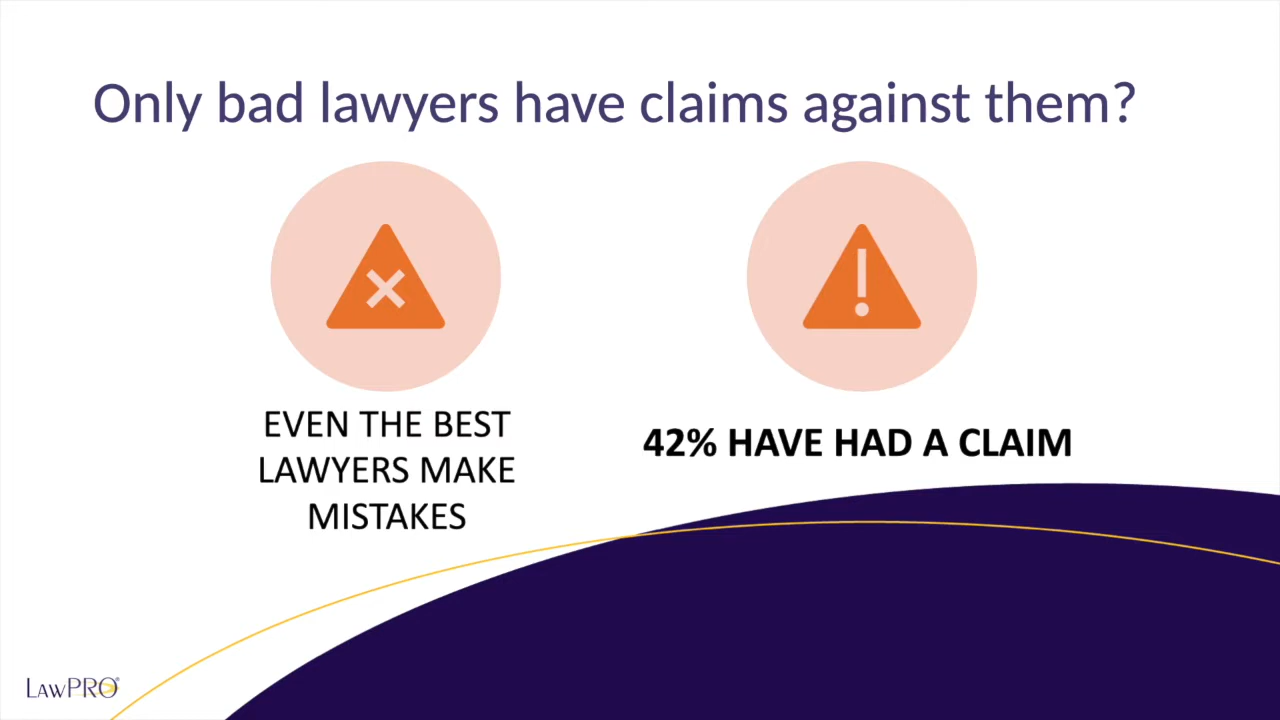 Only bad lawyers have claims against them?
EVEN THE BEST
LAWYERS MAKE
MISTAKES
42% HAVE HAD A CLAIM
LAWPRO®